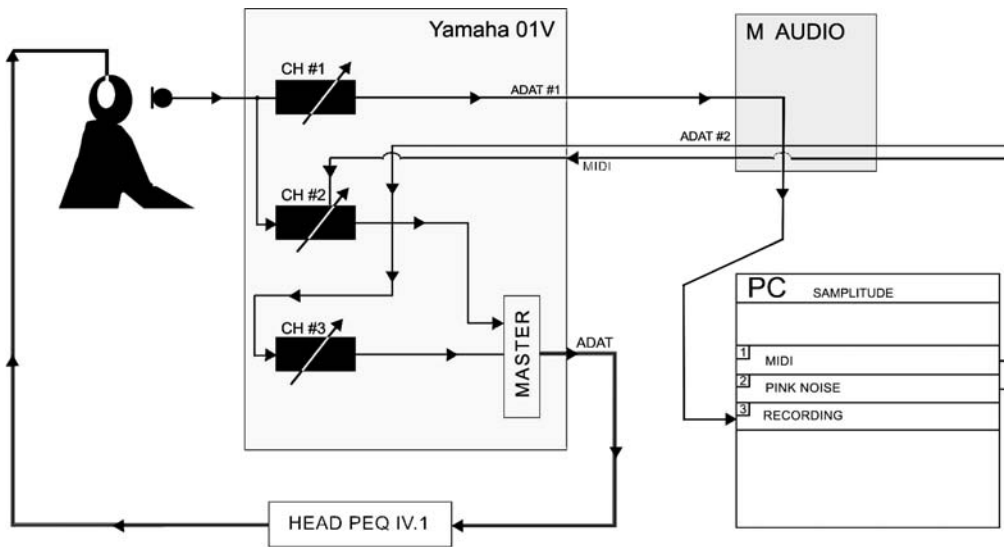 Yamaha 01V
M AUDIO
CH #1
ADAT #1
ADAT #2
MIDI
CH #2
CH #3
MASTER
ADAT
HEAD PEQ IV.1
PC SAMPLITUDE
1 MIDI
2 PINK NOISE
3 RECORDING